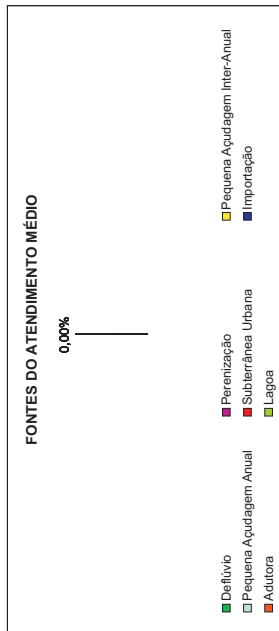 FONTES DO ATENDIMENTO MÉDIO
0,00%
Deflúvio
Perenização
Pequena Açudagem Inter-Anual
Pequena Açudagem Anual
Subterrânea Urbana
Importação
Adutora
Lagoa